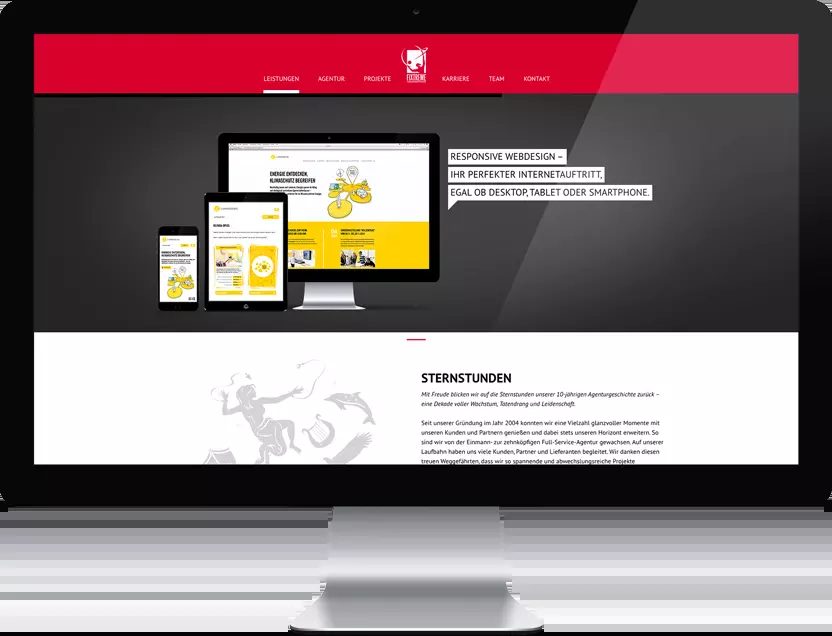 LEISTUNGEN AGENTUR PROJEKTE EXTREME KARRIERE TEAM KONTAKT
RESPONSIVE WEBDESIGN –
IHR PERFEKTER INTERNETAUFTRITT,
EGAL OB DESKTOP, TABLET ODER SMARTPHONE.
ENERGIE ENTDECKEN,
KLIMASCHUTZ BEGREIFEN
STERNSTUNDEN
Mit Freude blicken wir auf die Sternstunden unserer 10-jährigen Agenturgeschichte zurück –
eine Dekade voller Wachstum, Tatendrang und Leidenschaft.
Seit unserer Gründung im Jahr 2004 konnten wir eine Vielzahl glanzvoller Momente mit
unseren Kunden und Partnern genießen und dabei stets unseren Horizont erweitern. So
sind wir von der Einmann- zur zehnköpfigen Full-Service-Agentur gewachsen. Auf unserer
Laufbahn haben uns viele Kunden, Partner und Lieferanten begleitet. Wir danken diesen
treuen Weggefährten, dass wir so spannende und abwechslungsreiche Projekte